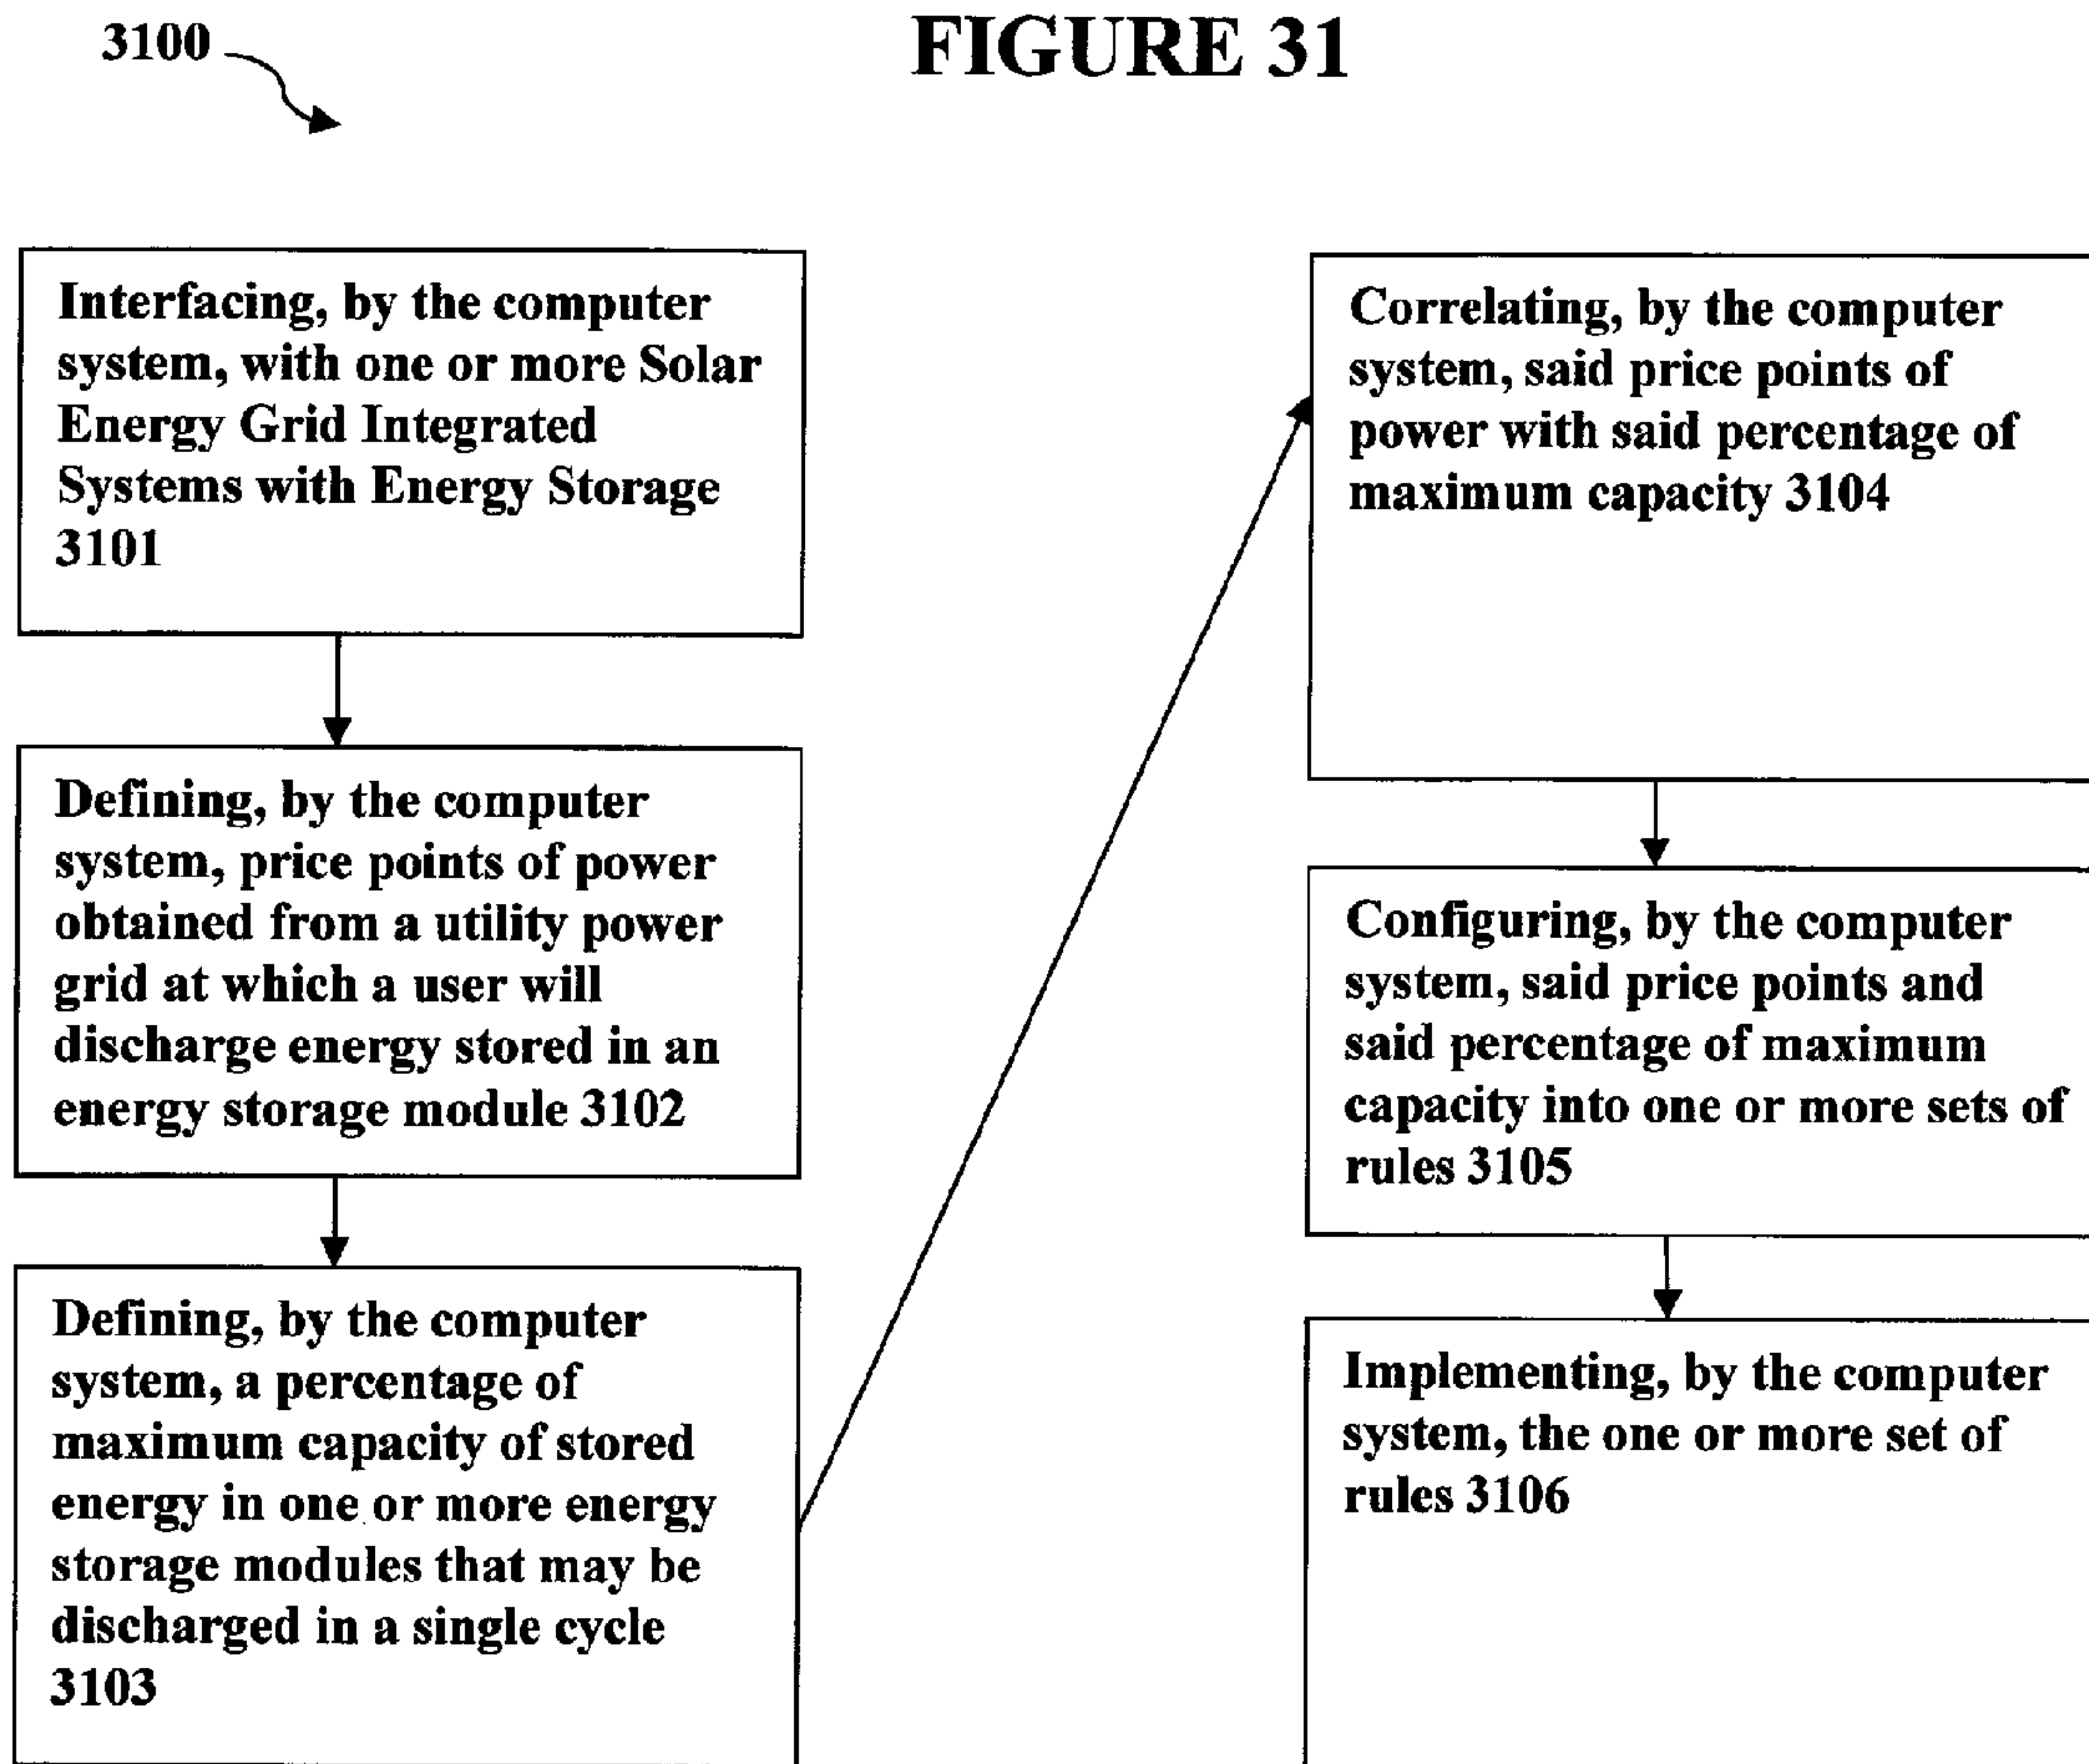 3100
FIGURE 31
Interfacing, by the computer
system, with one or more Solar
Energy Grid Integrated
Systems with Energy Storage
3101
Defining, by the computer
system, price points of power
obtained from a utility power
grid at which a user will
discharge energy stored in an
energy storage module 3102
Defining, by the computer
system, a percentage of
maximum capacity of stored
energy in one or more energy
storage modules that may be
discharged in a single cycle
3103
Correlating, by the computer
system, said price points of
power with said percentage of
maximum capacity 3104
Configuring, by the computer
system, said price points and
said percentage of maximum
capacity into one or more sets of
rules 3105
Implementing, by the computer
system, the one or more set of
rules 3106